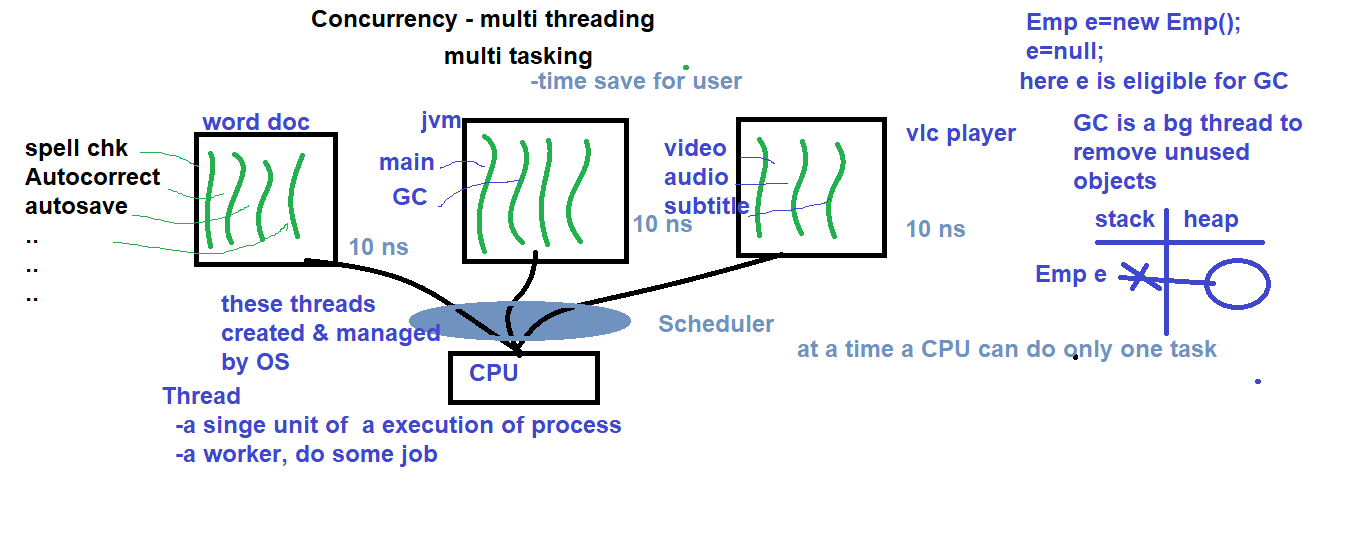 Concurrency - multi threading
multi tasking
-time save for user
Emp e=new Emp();
e=null;
here e is eligible for GC
word doc
spell chk
Autocorrect
autosave
..
..
..
10 ns
jvm
main
GC
10 ns
video
audio
subtitle
vlc player
10 ns
GC is a bg thread to
remove unused
objects
stack heap
Emp e
these threads
created & managed
by OS
Scheduler
at a time a CPU can do only one task
CPU
Thread
-a singe unit of  a execution of process
-a worker, do some job